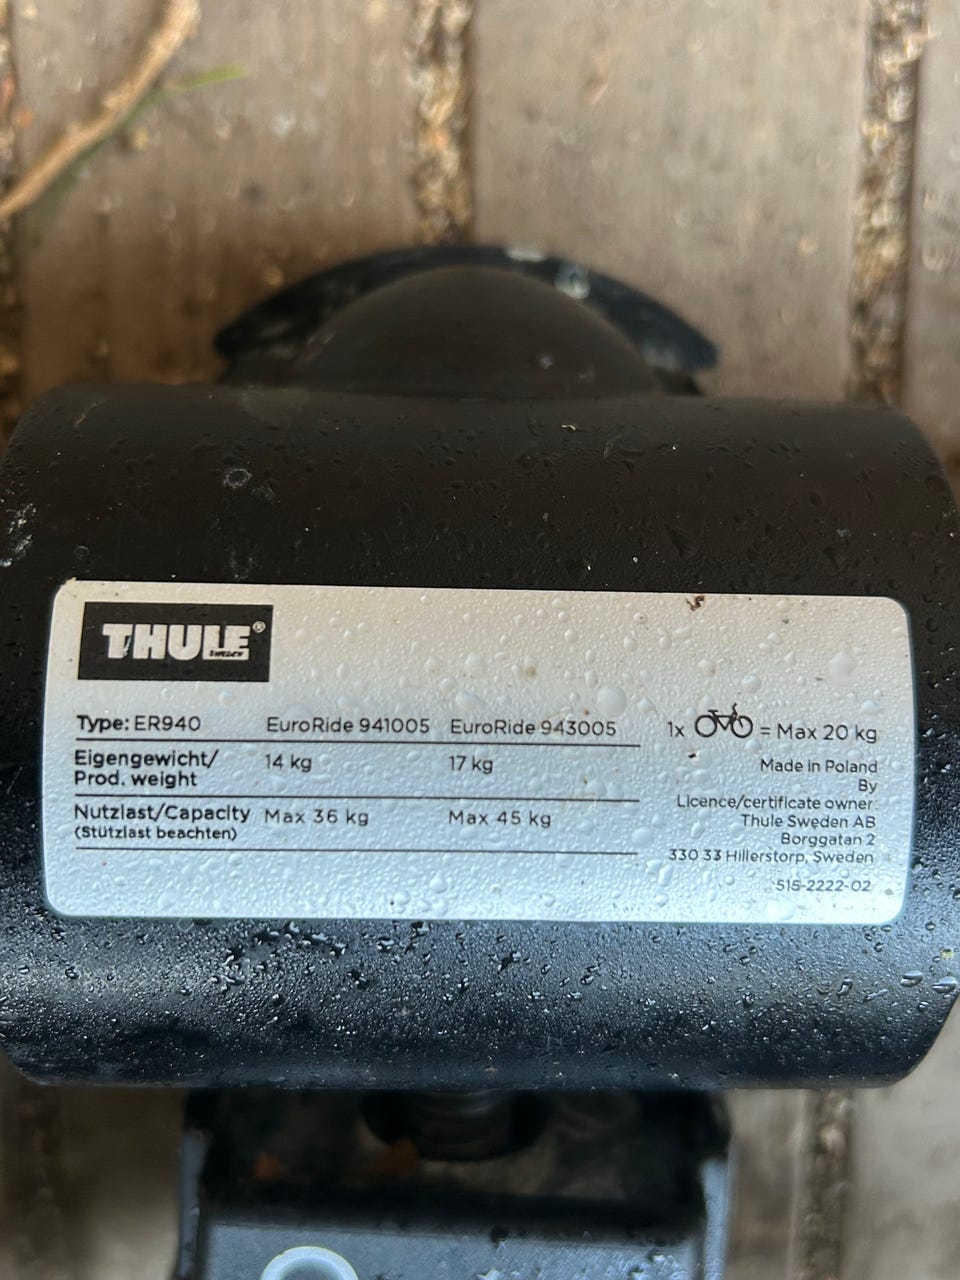 THULE®
SWEDEN
Type: ER940 EuroRide 941005 EuroRide 943005
Eigengewicht/ 14 kg 17 kg
Prod. weight
Nutzlast/Capacity Max 36 kg Max 45 kg
(Stützlast beachten)
1x = Max 20 kg
Made in Poland
By
Licence/certificate owner:
Thule Sweden AB
Borggatan 2
330 33 Hillerstorp, Sweden
515-2222-02